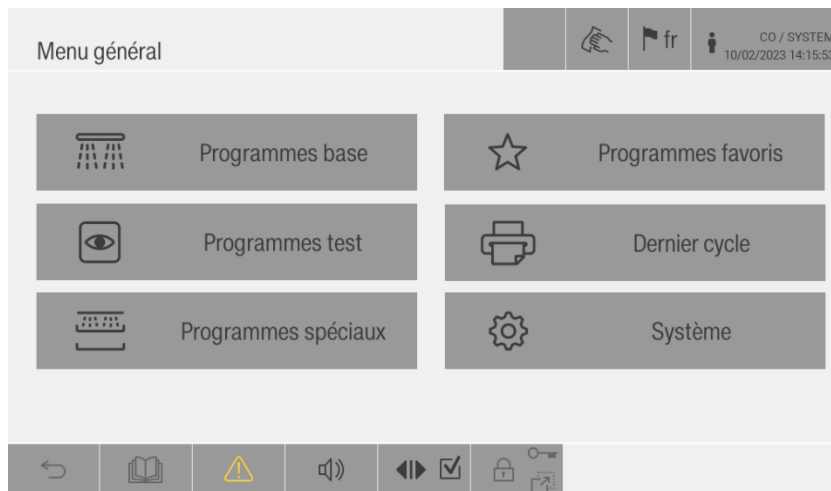 Menu général
fr
CO / SYSTEM
10/02/2023 14:15:53
Programmes base
Programmes favoris
Programmes test
Dernier cycle
Programmes spéciaux
Système